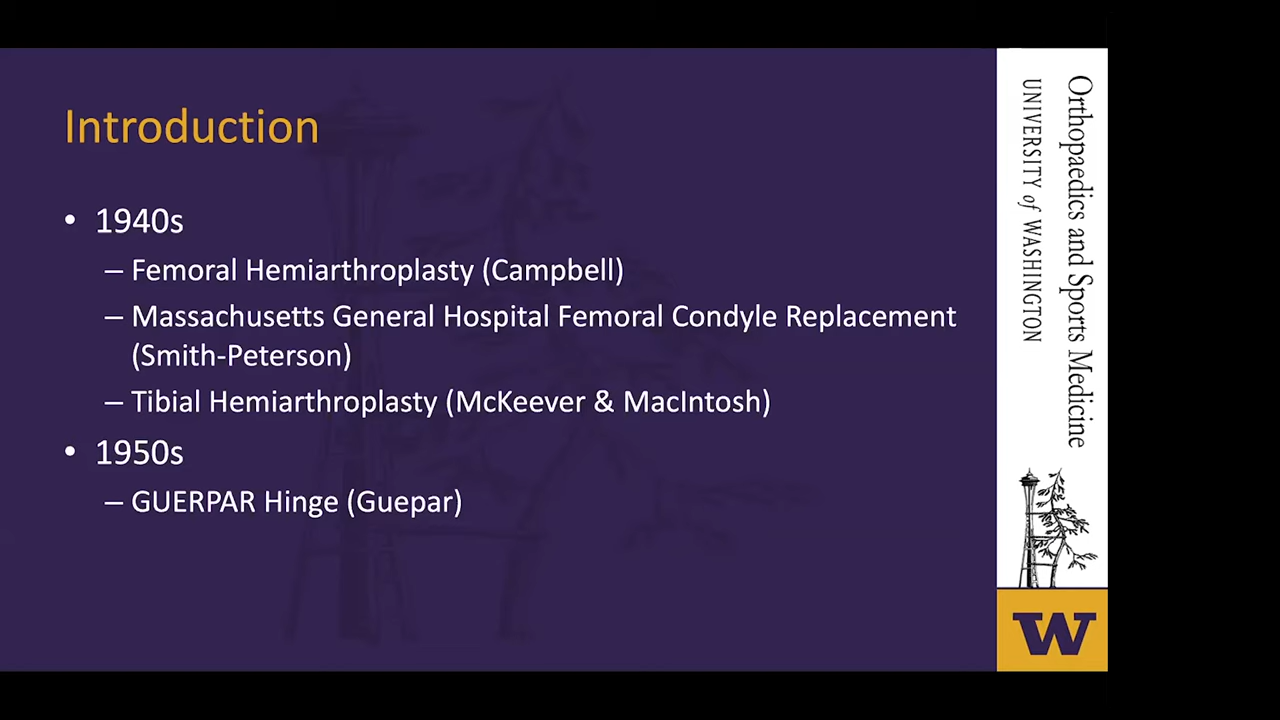 Introduction
• 1940s
– Femoral Hemiarthroplasty (Campbell)
– Massachusetts General Hospital Femoral Condyle Replacement
(Smith-Peterson)
– Tibial Hemiarthroplasty (McKeever & MacIntosh)
• 1950s
– GUERPAR Hinge (Guepar)
Orthopaedics and Sports Medicine
UNIVERSITY of WASHINGTON
W